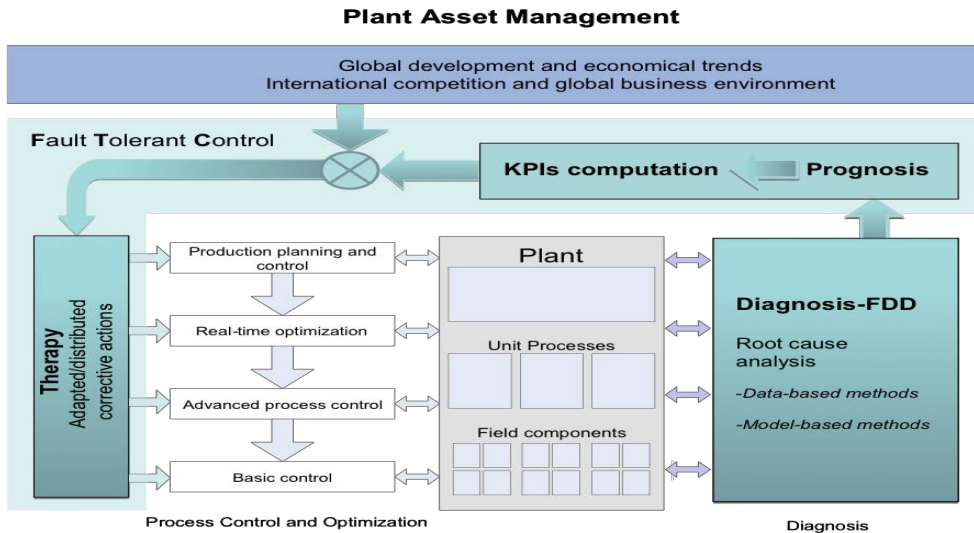 Plant Asset Management
Global development and economical trends
International competition and global business environment
Fault Tolerant Control
KPIs computation
Prognosis
Therapy
Adapted/distributed
corrective actions
Production planning and
control
Real-time optimization
Advanced process control
Basic control
Process Control and Optimization
Plant
Unit Processes
Field components
Diagnosis-FDD
Root cause
analysis
-Data-based methods
-Model-based methods
Diagnosis